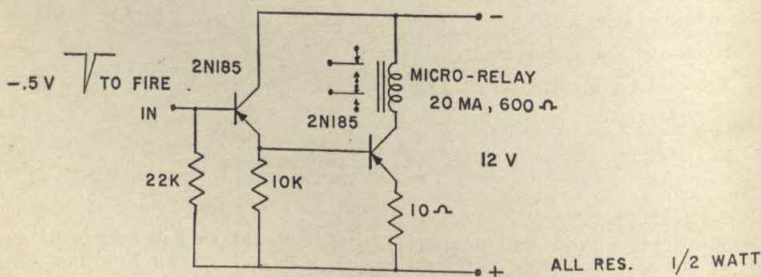 -
-.5 V TO FIRE
2N185
IN
MICRO-RELAY
20 MA, 600 Ω
2N185
12 V
22K
10K
10 Ω
+
ALL RES. 1/2 WATT